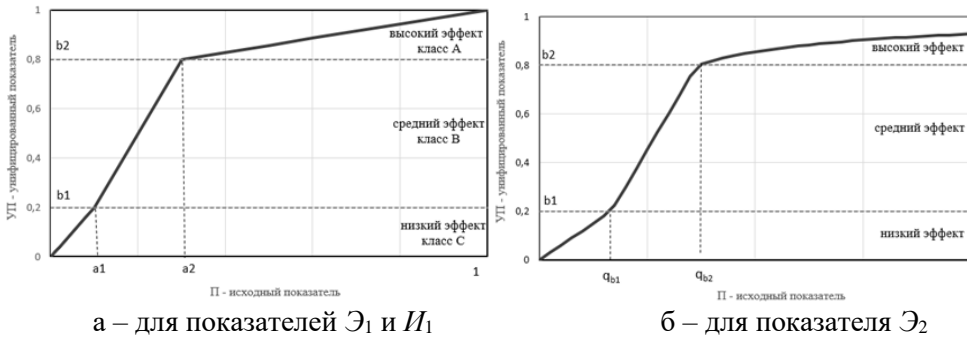 1
b2
высокий эффект
класс А
0,8
УП - унифицированный показатель
0,6
средний эффект
класс В
0,4
b1
0,2
низкий эффект
класс С
0
a1
a2
1
П - исходный показатель
а – для показателей Э1 и И1
1
b2
высокий эффект
0,8
УП - унифицированный показатель
0,6
средний эффект
0,4
b1
0,2
низкий эффект
0
qb1
qb2
П - исходный показатель
б – для показателя Э2